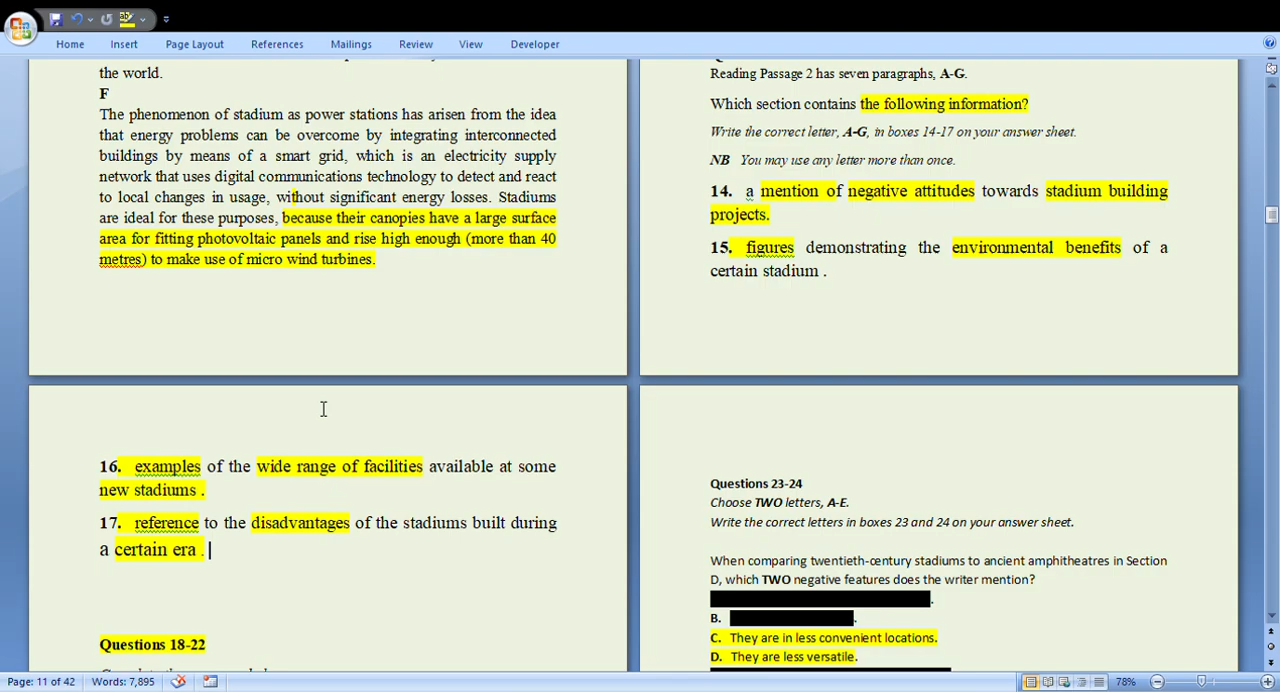 Home Insert Page Layout References Mailings Review View Developer
the world.
F
The phenomenon of stadium as power stations has arisen from the idea
that energy problems can be overcome by integrating interconnected
buildings by means of a smart grid, which is an electricity supply
network that uses digital communications technology to detect and react
to local changes in usage, without significant energy losses. Stadiums
are ideal for these purposes, because their canopies have a large surface
area for fitting photovoltaic panels and rise high enough (more than 40
metres) to make use of micro wind turbines.
Reading Passage 2 has seven paragraphs, A-G.
Which section contains the following information?
Write the correct letter, A-G, in boxes 14-17 on your answer sheet.
NB You may use any letter more than once.
14. a mention of negative attitudes towards stadium building
projects.
15. figures demonstrating the environmental benefits of a
certain stadium .
16. examples of the wide range of facilities available at some
new stadiums .
17. reference to the disadvantages of the stadiums built during
a certain era .
Questions 18-22
Questions 23-24
Choose TWO letters, A-E.
Write the correct letters in boxes 23 and 24 on your answer sheet.
When comparing twentieth-century stadiums to ancient amphitheatres in Section
D, which TWO negative features does the writer mention?
.
B. .
C. They are in less convenient locations.
D. They are less versatile.
Page: 11 of 42 Words: 7,895 78%